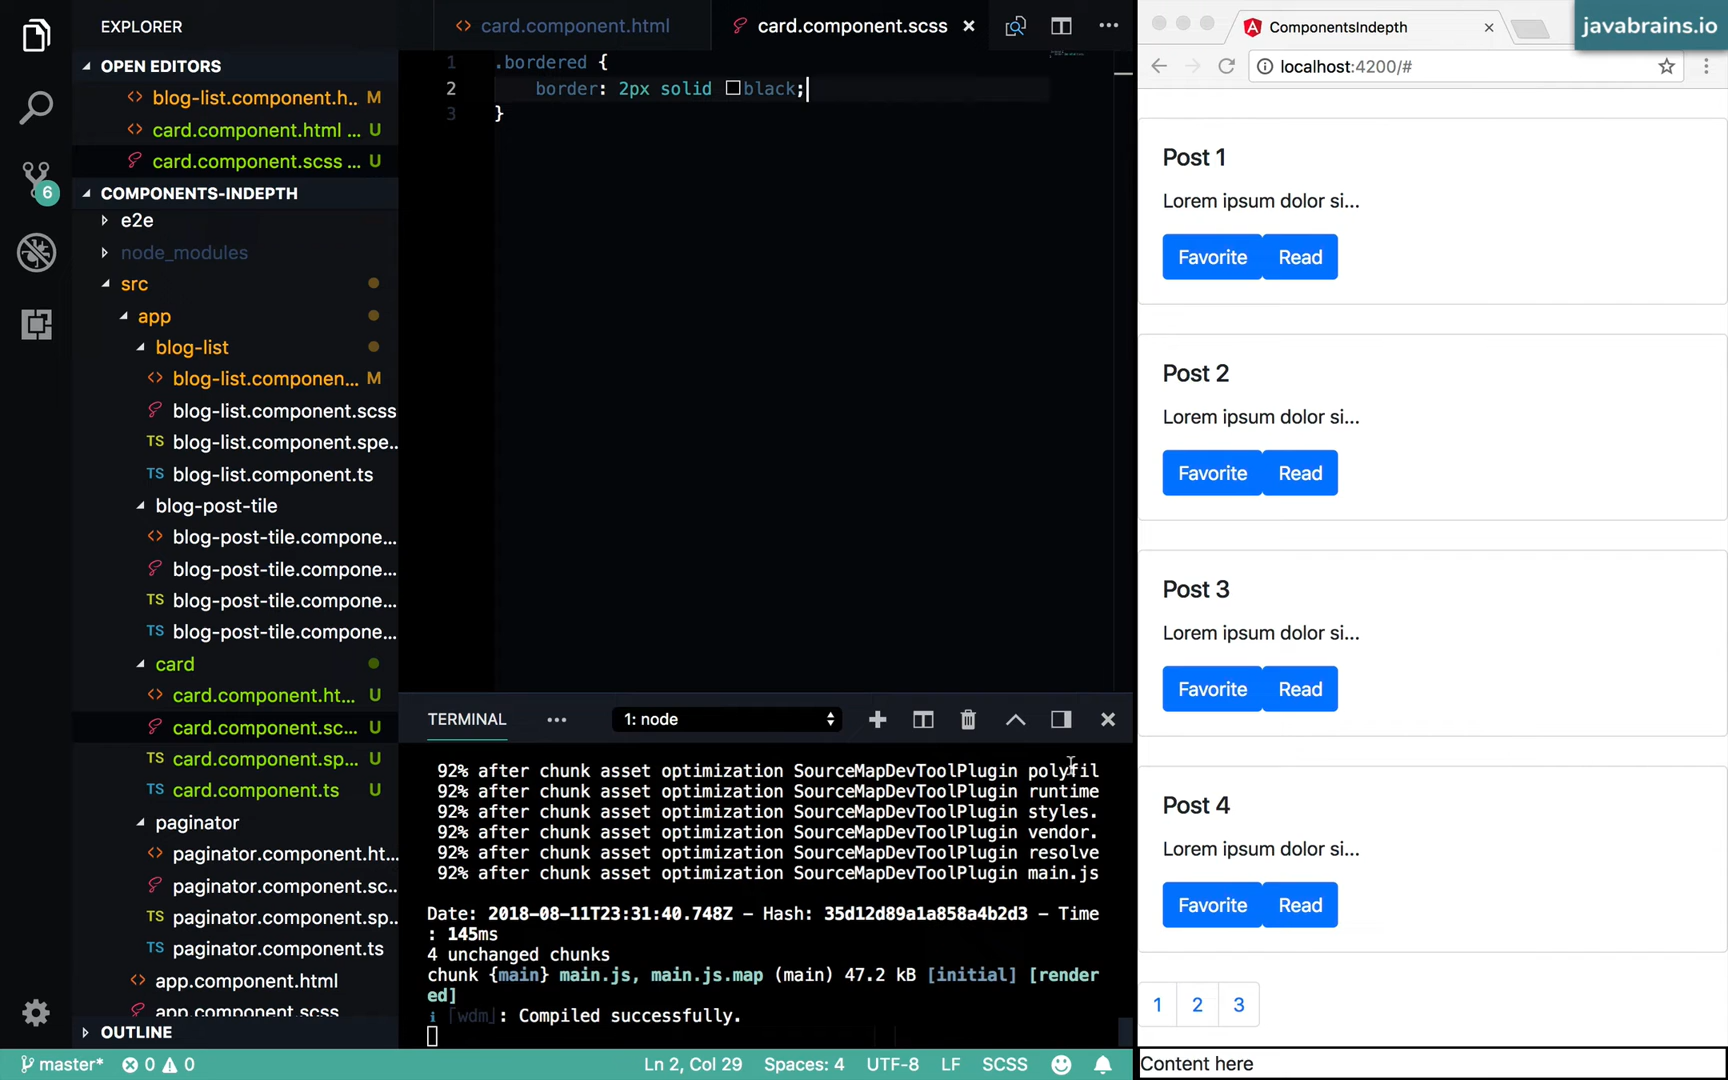 EXPLORER
OPEN EDITORS
blog-list.component.h... M
card.component.html ... U
card.component.scss ... U
COMPONENTS-INDEPTH
e2e
node_modules
src
app
blog-list
blog-list.componen... M
blog-list.component.scss
blog-list.component.spe...
TS blog-list.component.ts
blog-post-tile
blog-post-tile.compone...
blog-post-tile.compone...
TS blog-post-tile.compone...
TS blog-post-tile.compone...
card
card.component.ht... U
card.component.sc... U
TS card.component.sp... U
TS card.component.ts U
paginator
paginator.component.ht...
paginator.component.sc...
TS paginator.component.sp...
TS paginator.component.ts
app.component.html
app.component.scss
OUTLINE
6
card.component.html
card.component.scss
1 .bordered {
2 border: 2px solid black;
3 }
TERMINAL
1: node
92% after chunk asset optimization SourceMapDevToolPlugin polyfil
92% after chunk asset optimization SourceMapDevToolPlugin runtime
92% after chunk asset optimization SourceMapDevToolPlugin styles.
92% after chunk asset optimization SourceMapDevToolPlugin vendor.
92% after chunk asset optimization SourceMapDevToolPlugin resolve
92% after chunk asset optimization SourceMapDevToolPlugin main.js
Date: 2018-08-11T23:31:40.748Z - Hash: 35d12d89a1a858a4b2d3 - Time
: 145ms
4 unchanged chunks
chunk {main} main.js, main.js.map (main) 47.2 kB [initial] [render
ed]
i ｢wdm｣: Compiled successfully.
master* 0 0
Ln 2, Col 29 Spaces: 4 UTF-8 LF SCSS
ComponentsIndepth
javabrains.io
localhost:4200/#
Post 1
Lorem ipsum dolor si...
Favorite Read
Post 2
Lorem ipsum dolor si...
Favorite Read
Post 3
Lorem ipsum dolor si...
Favorite Read
Post 4
Lorem ipsum dolor si...
Favorite Read
1 2 3
Content here